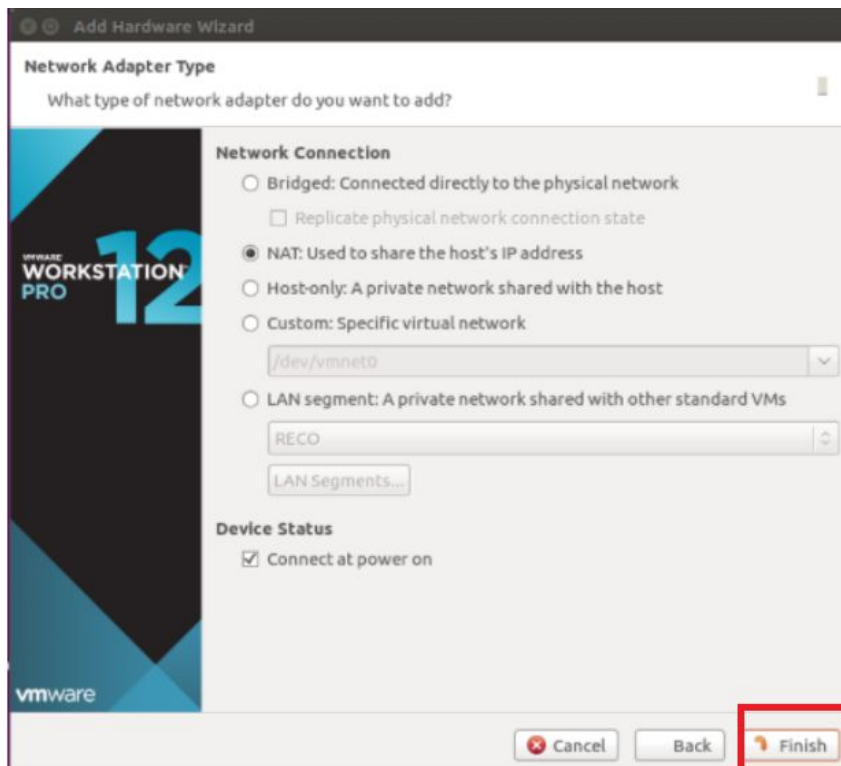 Add Hardware Wizard
Network Adapter Type
What type of network adapter do you want to add?
Network Connection
Bridged: Connected directly to the physical network
Replicate physical network connection state
NAT: Used to share the host's IP address
Host-only: A private network shared with the host
Custom: Specific virtual network
/dev/vmnet0
LAN segment: A private network shared with other standard VMs
RECO
LAN Segments...
Device Status
Connect at power on
VMWARE
WORKSTATION
PRO 12
vmware
Cancel Back Finish